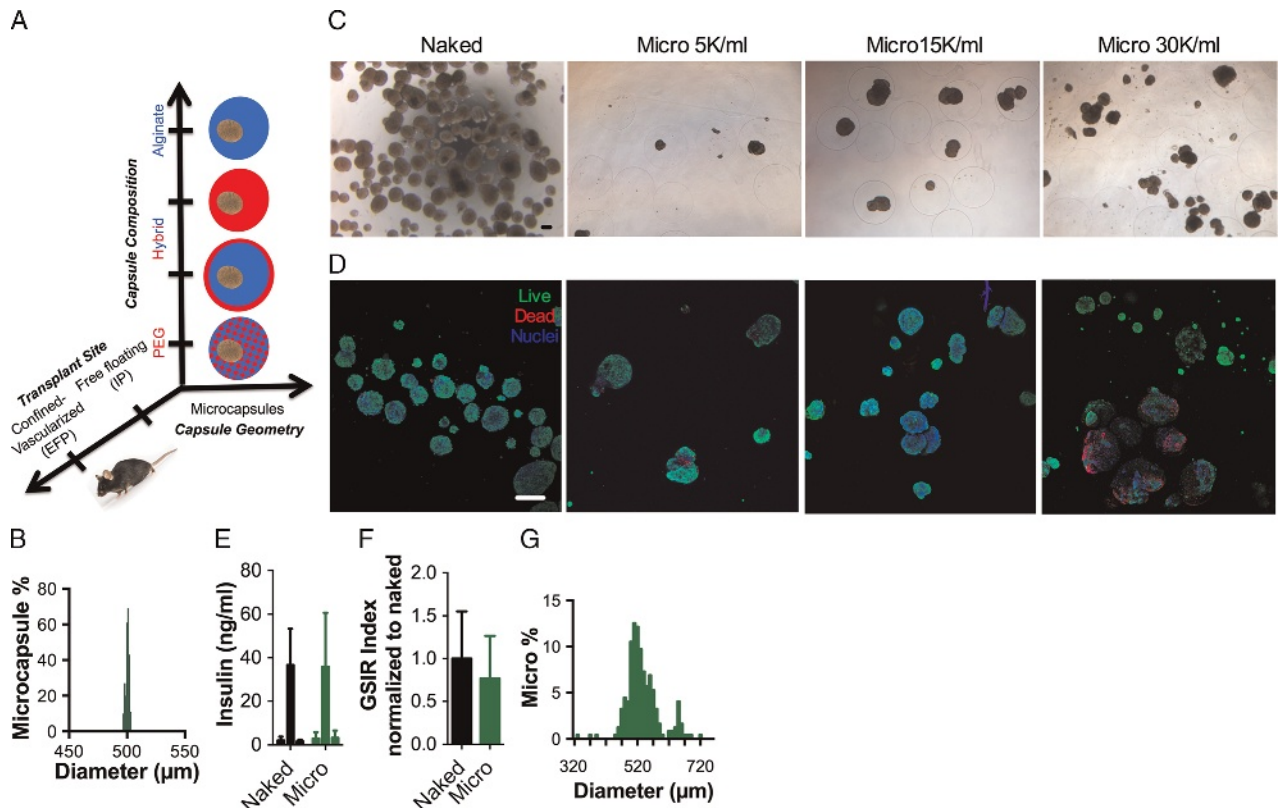 A
Alginate
Hybrid
PEG
Capsule Composition
Transplant Site
Free floating
(IP)
Confined-
Vascularized
(EFP)
Microcapsules
Capsule Geometry
C
Naked
Micro 5K/ml
Micro15K/ml
Micro 30K/ml
D
Live
Dead
Nuclei
B
Microcapsule %
80
60
40
20
0
450 500 550
Diameter (µm)
E
Insulin (ng/ml)
80
60
40
20
0
Naked
Micro
F
GSIR Index
normalized to naked
2.0
1.5
1.0
0.5
0.0
Naked
Micro
G
Micro %
15
10
5
0
320 520 720
Diameter (µm)